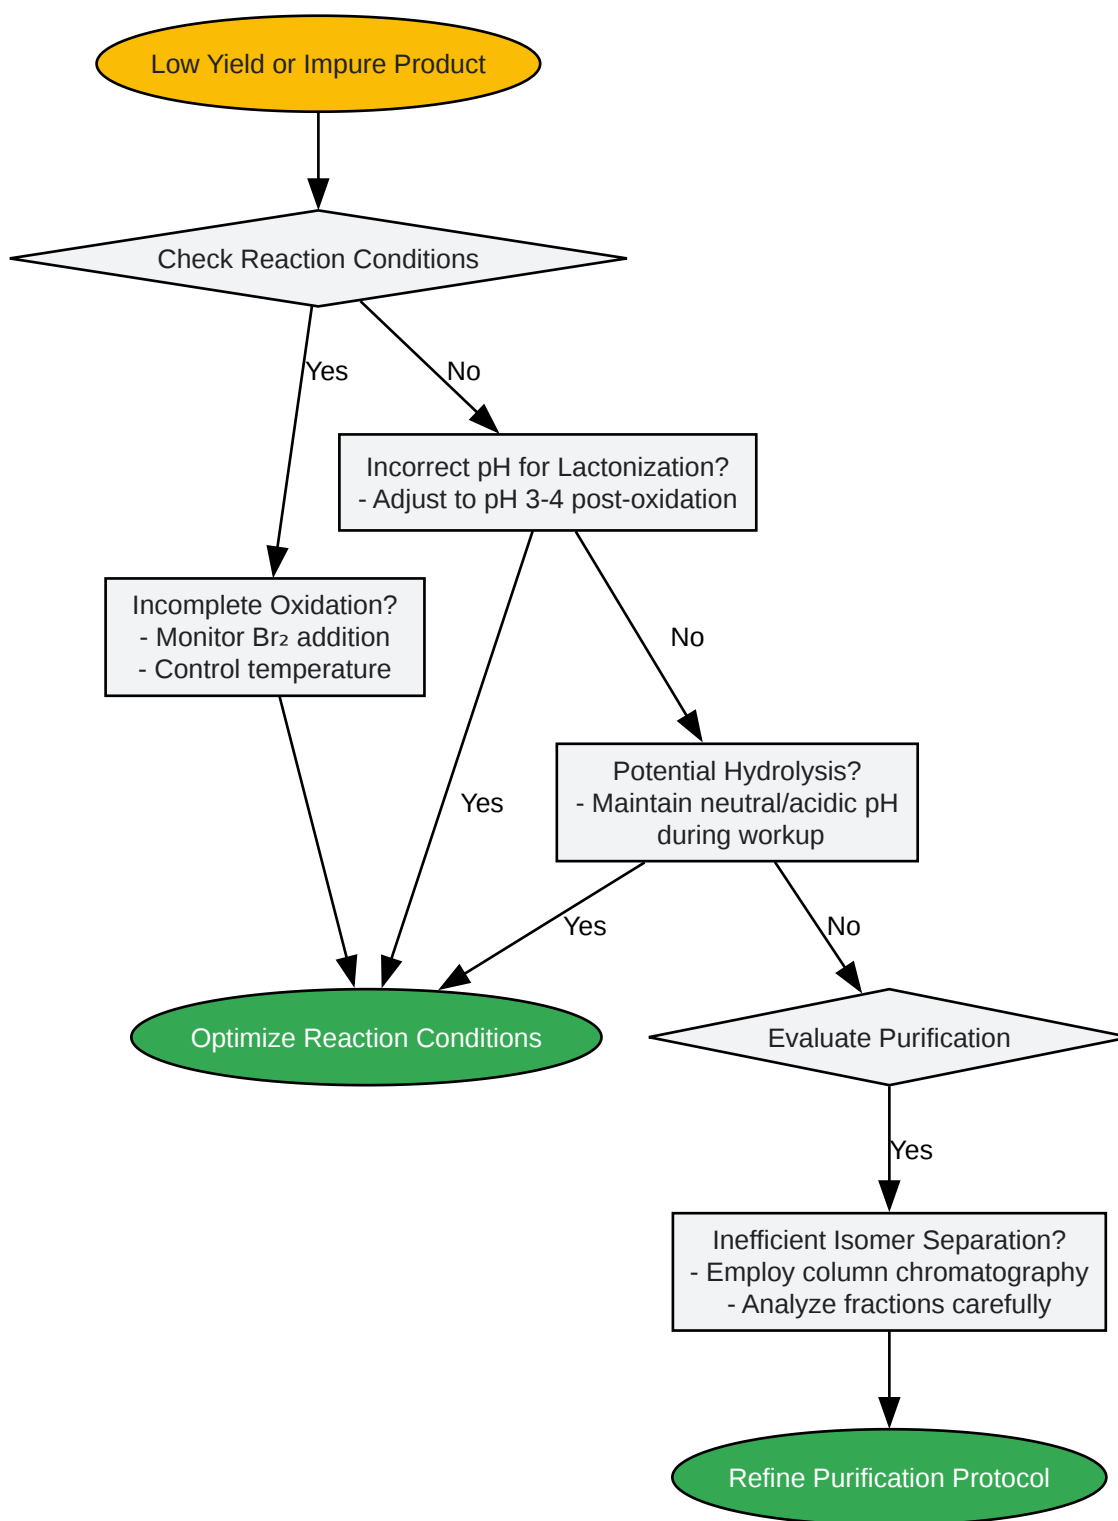 Low Yield or Impure Product
Check Reaction Conditions
Yes
No
Incorrect pH for Lactonization?
- Adjust to pH 3-4 post-oxidation
Incomplete Oxidation?
- Monitor Br₂ addition
- Control temperature
No
Potential Hydrolysis?
- Maintain neutral/acidic pH
during workup
Yes
Yes
No
Optimize Reaction Conditions
Evaluate Purification
Yes
Inefficient Isomer Separation?
- Employ column chromatography
- Analyze fractions carefully
Refine Purification Protocol